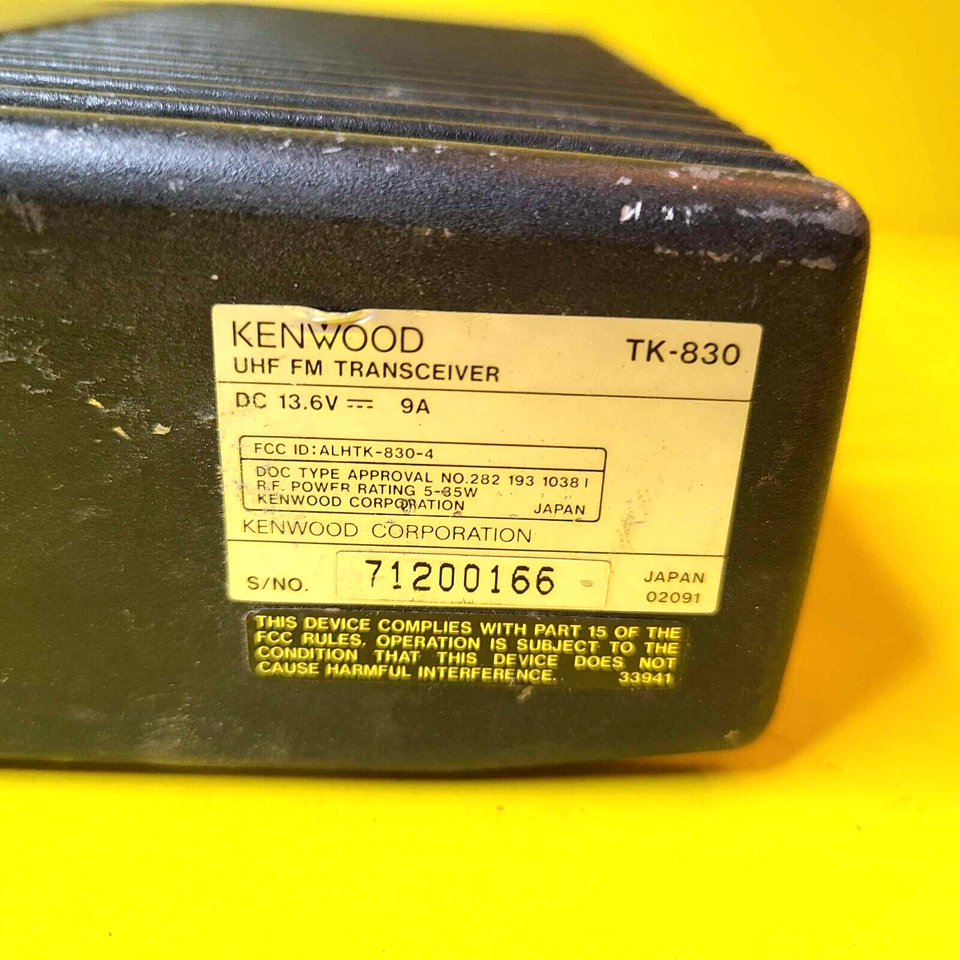 KENWOOD TK-830
UHF FM TRANSCEIVER
DC 13.6V ⎓ 9A
FCC ID:ALHTK-830-4
DOC TYPE APPROVAL NO.282 193 1038 I
R.F. POWER RATING 5-35W
KENWOOD CORPORATION JAPAN
KENWOOD CORPORATION
S/NO. 71200166 JAPAN
02091
THIS DEVICE COMPLIES WITH PART 15 OF THE
FCC RULES. OPERATION IS SUBJECT TO THE
CONDITION THAT THIS DEVICE DOES NOT
CAUSE HARMFUL INTERFERENCE. 33941